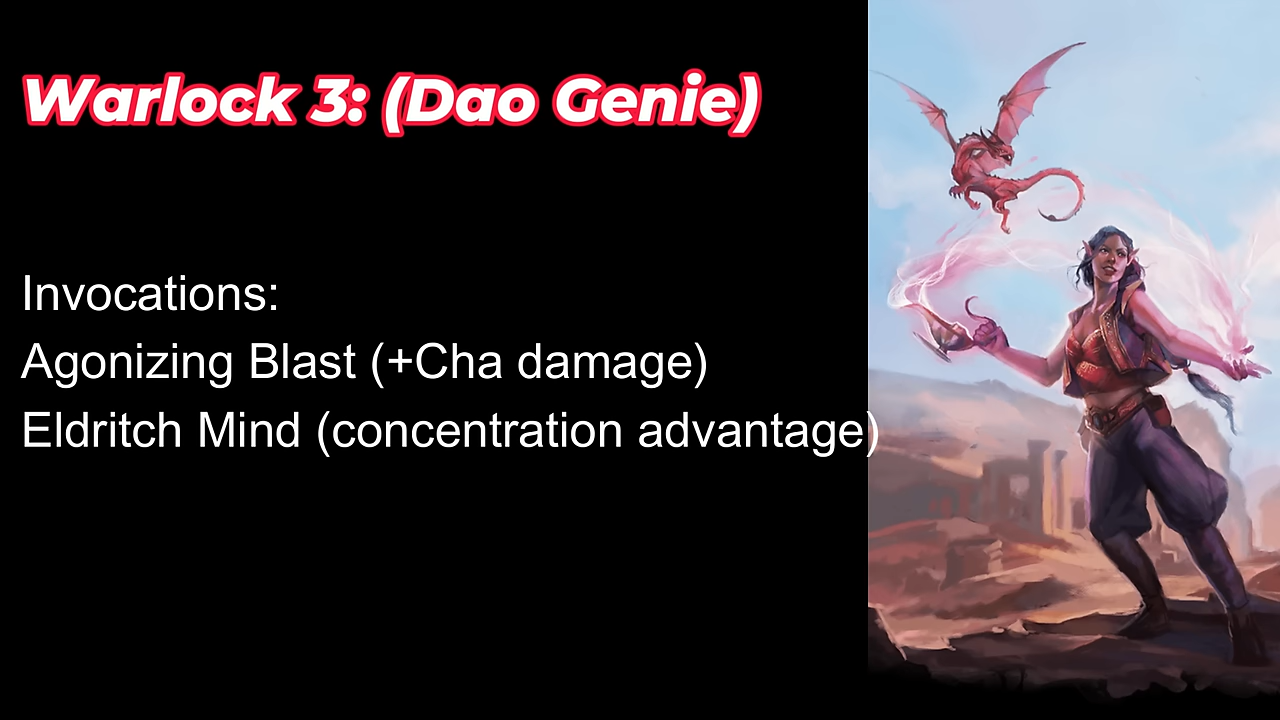 Warlock 3: (Dao Genie)
Invocations:
Agonizing Blast (+Cha damage)
Eldritch Mind (concentration advantage)